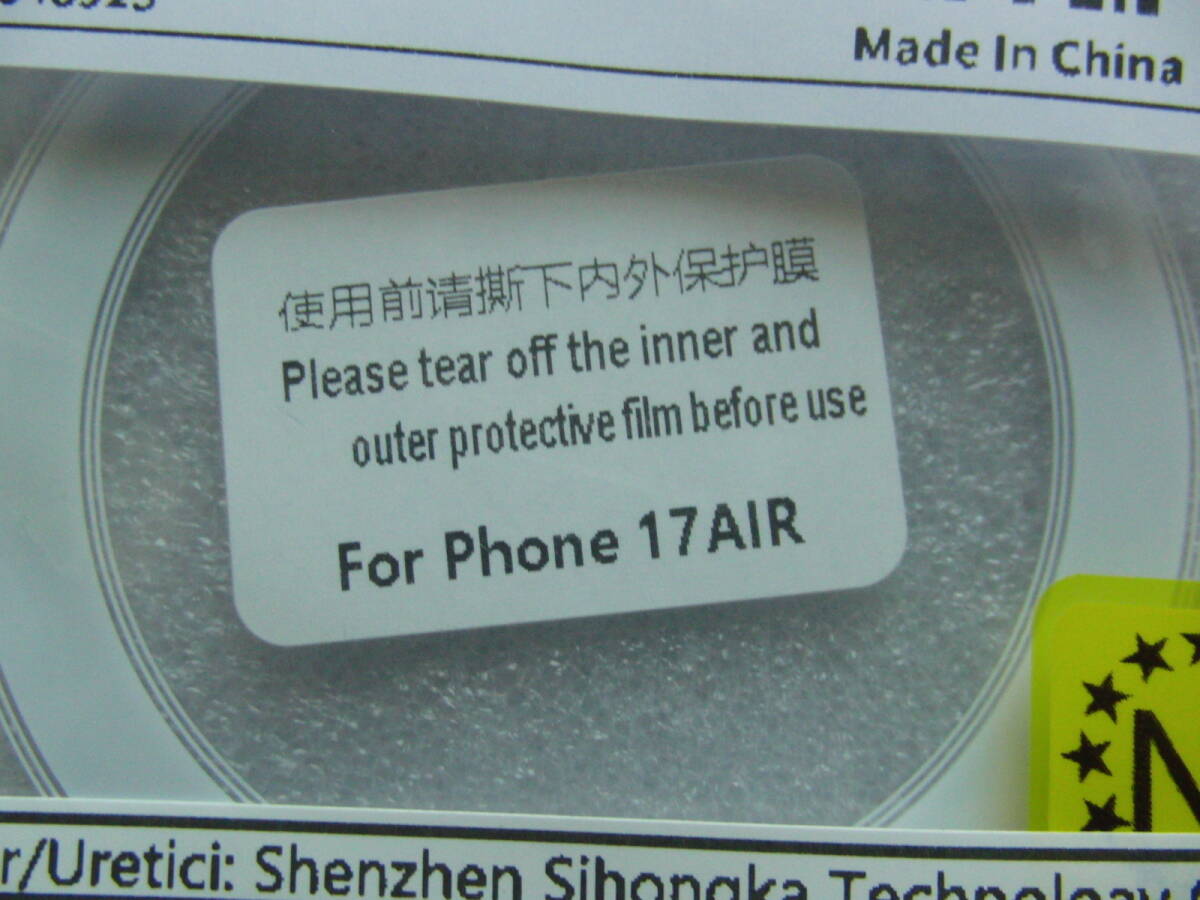 Made In China
使用前请撕下内外保护膜
Please tear off the inner and
outer protective film before use
For Phone 17AIR
N
r/Uretici: Shenzhen Sihongka Technology